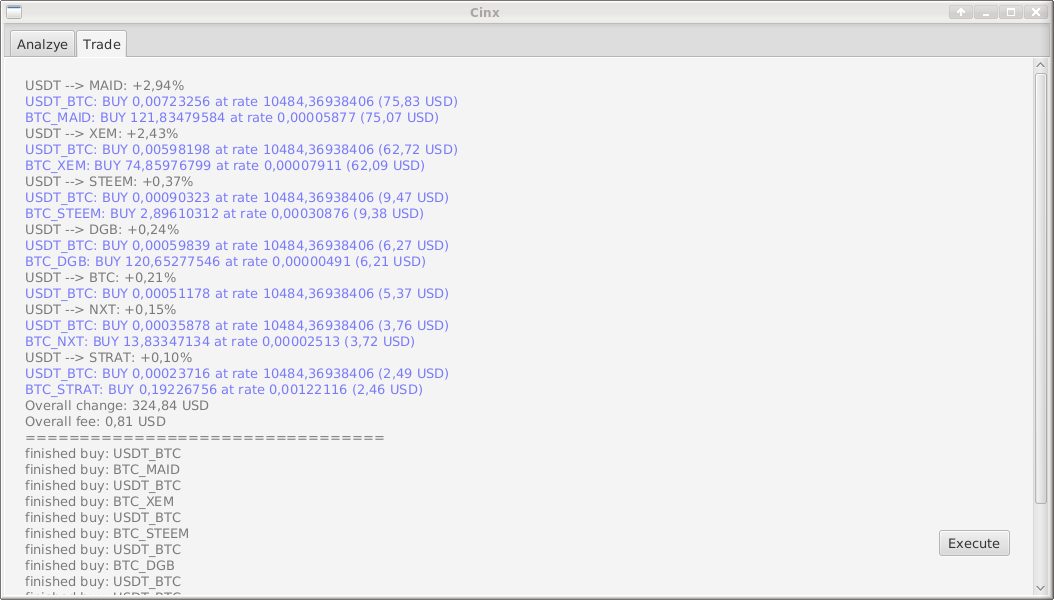 Cinx
Analzye Trade
USDT --> MAID: +2,94%
USDT_BTC: BUY 0,00723256 at rate 10484,36938406 (75,83 USD)
BTC_MAID: BUY 121,83479584 at rate 0,00005877 (75,07 USD)
USDT --> XEM: +2,43%
USDT_BTC: BUY 0,00598198 at rate 10484,36938406 (62,72 USD)
BTC_XEM: BUY 74,85976799 at rate 0,00007911 (62,09 USD)
USDT --> STEEM: +0,37%
USDT_BTC: BUY 0,00090323 at rate 10484,36938406 (9,47 USD)
BTC_STEEM: BUY 2,89610312 at rate 0,00030876 (9,38 USD)
USDT --> DGB: +0,24%
USDT_BTC: BUY 0,00059839 at rate 10484,36938406 (6,27 USD)
BTC_DGB: BUY 120,65277546 at rate 0,00000491 (6,21 USD)
USDT --> BTC: +0,21%
USDT_BTC: BUY 0,00051178 at rate 10484,36938406 (5,37 USD)
USDT --> NXT: +0,15%
USDT_BTC: BUY 0,00035878 at rate 10484,36938406 (3,76 USD)
BTC_NXT: BUY 13,83347134 at rate 0,00002513 (3,72 USD)
USDT --> STRAT: +0,10%
USDT_BTC: BUY 0,00023716 at rate 10484,36938406 (2,49 USD)
BTC_STRAT: BUY 0,19226756 at rate 0,00122116 (2,46 USD)
Overall change: 324,84 USD
Overall fee: 0,81 USD
=================================
finished buy: USDT_BTC
finished buy: BTC_MAID
finished buy: USDT_BTC
finished buy: BTC_XEM
finished buy: USDT_BTC
finished buy: BTC_STEEM
finished buy: USDT_BTC
finished buy: BTC_DGB
finished buy: USDT_BTC
Execute